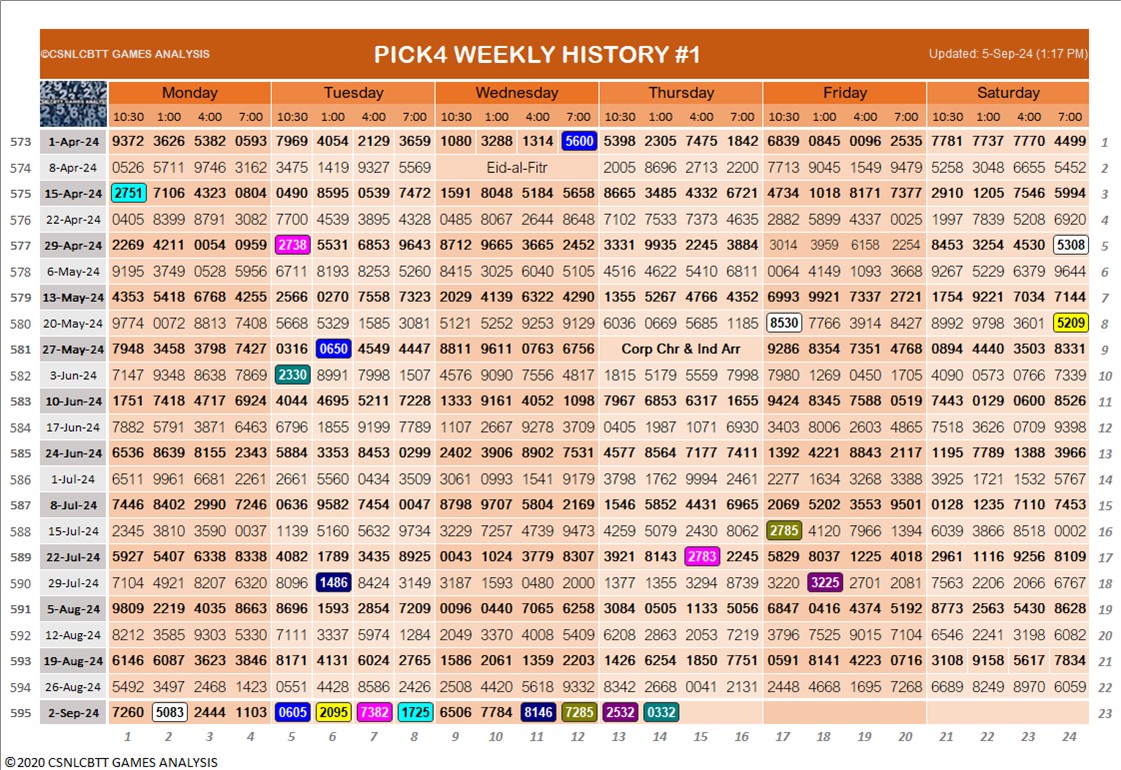 ©CSNLCBTT GAMES ANALYSIS PICK4 WEEKLY HISTORY #1 Updated: 5-Sep-24 (1:17 PM)
Monday Tuesday Wednesday Thursday Friday Saturday
10:30 1:00 4:00 7:00 10:30 1:00 4:00 8:00 10:30 1:00 4:00 7:00 10:30 1:00 4:00 7:00 10:30 1:00 4:00 7:00 10:30 1:00 4:00 7:00
573 1-Apr-24 9372 3626 5382 0593 7969 4054 2129 3659 1080 3288 1314 5600 5398 2305 7475 1842 6839 0845 0096 2535 7781 7737 7770 4499 1
574 8-Apr-24 0526 5711 9746 3162 3475 1419 9327 5569 Eid-al-Fitr 2005 8696 2713 2200 7713 9045 1549 9479 5258 3048 6655 5452 2
575 15-Apr-24 2751 7106 4323 0804 0490 8595 0539 7472 1591 8048 5184 5658 8665 3485 4332 6721 4734 1018 8171 7377 2910 1205 7546 5994 3
576 22-Apr-24 0405 8399 8791 3082 7700 4539 3895 4328 0485 8067 2644 8648 7102 7533 7373 4635 2882 5899 4337 0025 1997 7839 5208 6920 4
577 29-Apr-24 2269 4211 0054 0959 2738 5531 6853 9643 8712 9665 3665 2452 3331 9935 2245 3884 3014 3959 6158 2254 8453 3254 4530 5308 5
578 6-May-24 9195 3749 0528 5956 6711 8193 8253 5260 8415 3025 6040 5105 4516 4622 5410 6811 0064 4149 1093 3668 9267 5229 6379 9644 6
579 13-May-24 4353 5418 6768 4255 2566 0270 7558 7323 2029 4139 6322 4290 1355 5267 4766 4352 6993 9921 7337 2721 1754 9221 7034 7144 7
580 20-May-24 9774 0072 8813 7408 5668 5329 1585 3081 5121 5252 9253 9129 6036 0669 5685 1185 8530 7766 3914 8427 8992 9798 3601 5209 8
581 27-May-24 7948 3458 3798 7427 0316 0650 4549 4447 8811 9611 0763 6756 Corp Chr & Ind Arr 9286 8354 7351 4768 0894 4440 3503 8331 9
582 3-Jun-24 7147 9348 8638 7869 2330 8991 7998 1507 4576 9090 7556 4817 1815 5179 5559 7998 7980 1269 0450 1705 4090 0573 0766 7339 10
583 10-Jun-24 1751 7418 4717 6924 4044 4695 5211 7228 1333 9161 4052 1098 7967 6853 6317 1655 9424 8345 7588 0519 7443 0129 0600 8526 11
584 17-Jun-24 7882 5791 3871 6463 6796 1855 9199 7789 1107 2667 9278 3709 0405 1987 1071 6930 3403 8006 2603 4865 7518 3626 0709 9398 12
585 24-Jun-24 6536 8639 8155 2343 5884 3353 8453 0299 2402 3906 8902 7531 4577 8564 7177 7411 1392 4221 8843 2117 1195 7789 1388 3966 13
586 1-Jul-24 6511 9961 6681 2261 2661 5560 0434 3509 3061 0993 1541 9179 3798 1762 9994 2461 2277 1634 3268 3388 3925 1721 1532 5767 14
587 8-Jul-24 7446 8402 2990 7246 0636 9582 7454 0047 8798 9707 5804 2169 1546 5852 4431 6965 2069 5202 3553 9501 0128 1235 7110 7453 15
588 15-Jul-24 2345 3810 3590 0037 1139 5160 5632 9734 3229 7257 4739 9473 4259 5079 2430 8062 2785 4120 7966 1394 6039 3866 8518 0002 16
589 22-Jul-24 5927 5407 6338 8338 4082 1789 3435 8925 0043 1024 3779 8307 3921 8143 2783 2245 5829 8037 1225 4018 2961 1116 9256 8109 17
590 29-Jul-24 7104 4921 8207 6320 8096 1486 8424 3149 3187 1593 0480 2000 1377 1355 3294 8739 3220 3225 2701 2081 7563 2206 2066 6767 18
591 5-Aug-24 9809 2219 4035 8663 8696 1593 2854 7209 0096 0440 7065 6258 3084 0505 1133 5056 6847 0416 4374 5192 8773 2563 5430 8628 19
592 12-Aug-24 8212 3585 9303 5330 7111 3337 5974 1284 2049 3370 4008 5409 6208 2863 2053 7219 3796 7525 9015 7104 6546 2241 3198 6082 20
593 19-Aug-24 6146 6087 3623 3846 8171 4131 6024 2765 1586 2061 1359 2203 1426 6254 1850 7751 0591 8141 4223 0716 3108 9158 5617 7834 21
594 26-Aug-24 5492 3497 2468 1423 0551 4428 8586 2426 2508 4420 5618 9332 8342 2668 0041 2131 2448 4668 1695 7268 6689 8249 8970 6059 22
595 2-Sep-24 7260 5083 2444 1103 0605 2095 7382 1725 6506 7784 8146 7285 2532 0332 23
1 2 3 4 5 6 7 8 9 10 11 12 13 14 15 16 17 18 19 20 21 22 23 24
©2020 CSNLCBTT GAMES ANALYSIS